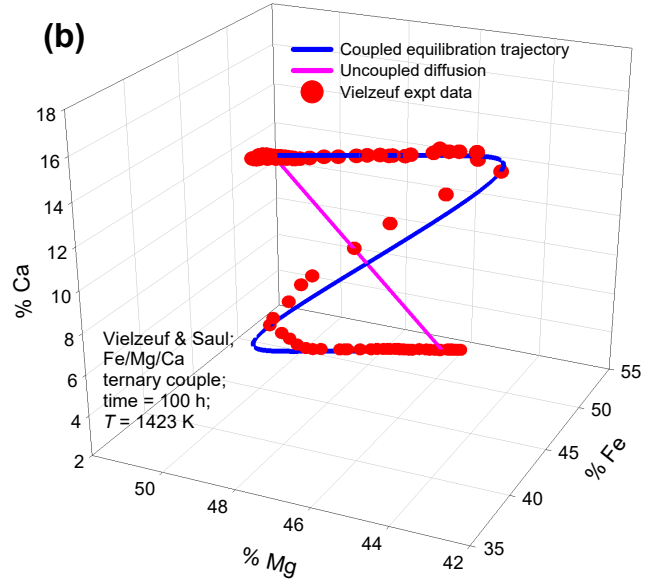 (b)
Coupled equilibration trajectory
Uncoupled diffusion
Vielzeuf expt data
18
16
14
12
10
8
6
4
2
% Ca
Vielzeuf & Saul;
Fe/Mg/Ca
ternary couple;
time = 100 h;
T = 1423 K
50
48
46
44
42
% Mg
35
40
45
50
55
% Fe